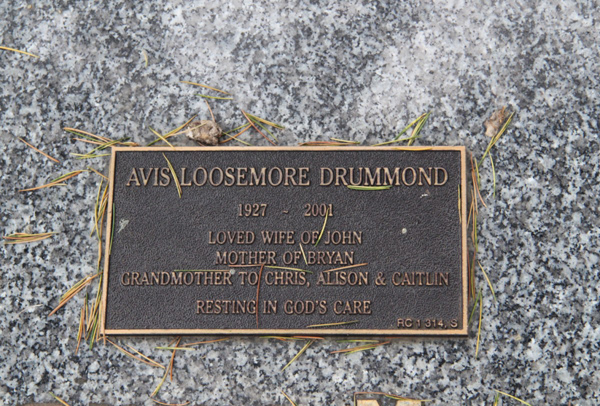 AVIS LOOSEMORE DRUMMOND
1927 - 2001
LOVED WIFE OF JOHN
MOTHER OF BRYAN
GRANDMOTHER TO CHRIS, ALISON & CAITLIN
RESTING IN GOD'S CARE
RC 1 314, S